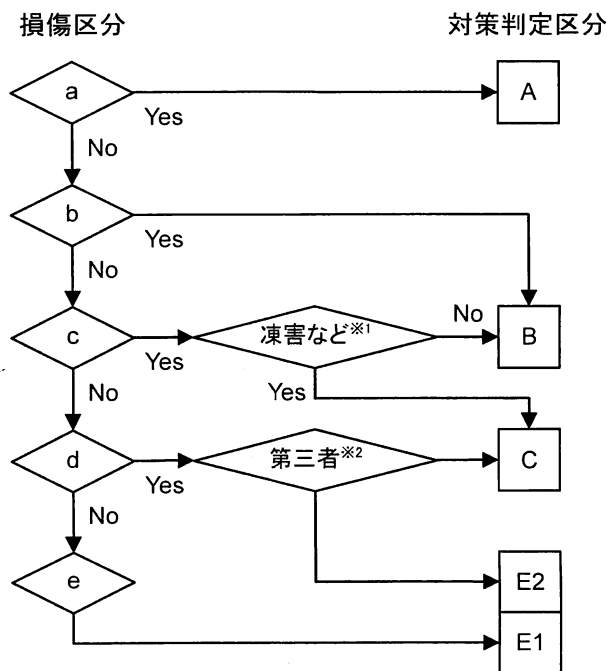 損傷区分 対策判定区分
a A
Yes
No
b
Yes
No
c 凍害など※1 No B
Yes
No Yes
d 第三者※2 C
Yes
No
e E2
E1